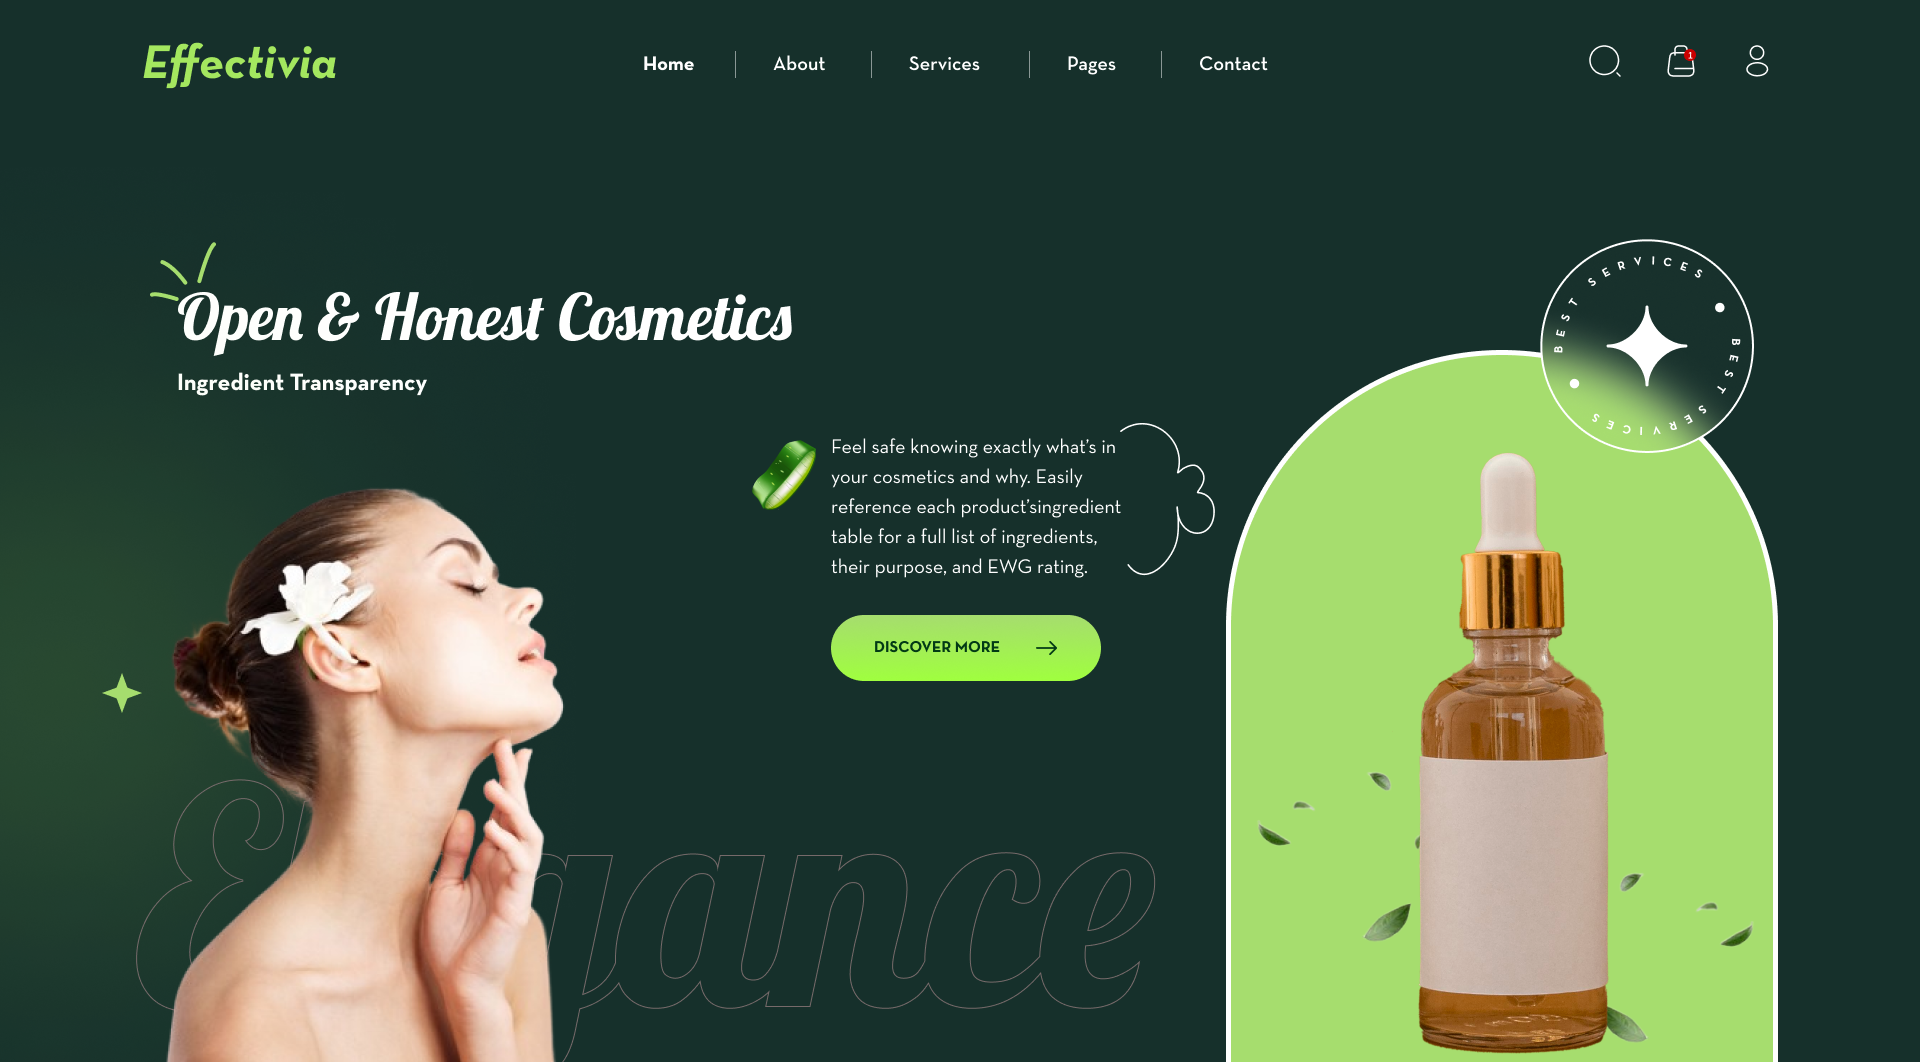 Effectivia
Home
About
Services
Pages
Contact
1
Open & Honest Cosmetics
Ingredient Transparency
BEST SERVICES
BEST SERVICES
Feel safe knowing exactly what's in
your cosmetics and why. Easily
reference each product'singredient
table for a full list of ingredients,
their purpose, and EWG rating.
DISCOVER MORE